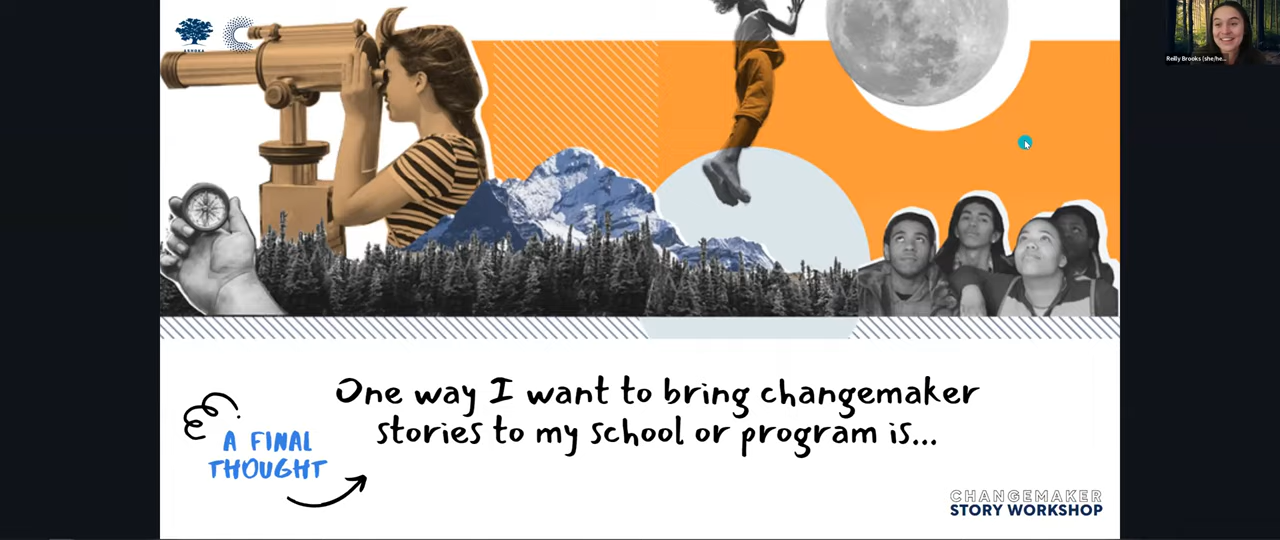 ASHOKA
Reilly Brooks (she/he...
One way I want to bring changemaker
stories to my school or program is...
A FINAL
THOUGHT
CHANGEMAKER
STORY WORKSHOP